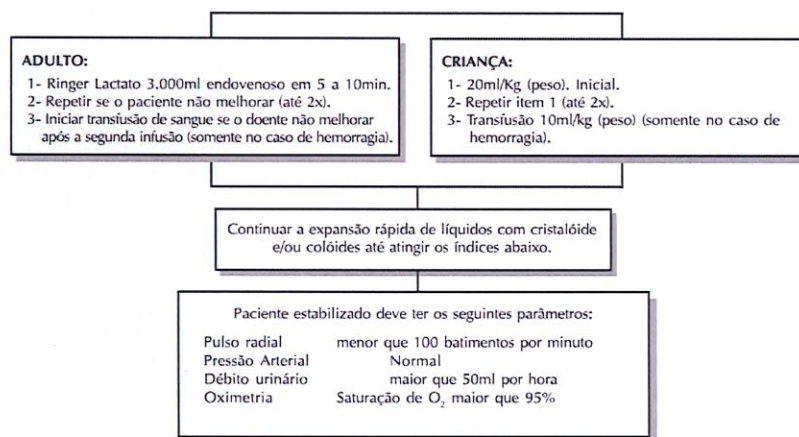 ADULTO:
1- Ringer Lactato 3.000ml endovenoso em 5 a 10min.
2- Repetir se o paciente não melhorar (até 2x).
3- Iniciar transfusão de sangue se o doente não melhorar
após a segunda infusão (somente no caso de hemorragia).
CRIANÇA:
1- 20ml/Kg (peso). Inicial.
2- Repetir item 1 (até 2x).
3- Transfusão 10ml/kg (peso) (somente no caso de
hemorragia).
Continuar a expansão rápida de líquidos com cristalóide
e/ou colóides até atingir os índices abaixo.
Paciente estabilizado deve ter os seguintes parâmetros:
Pulso radial menor que 100 batimentos por minuto
Pressão Arterial Normal
Débito urinário maior que 50ml por hora
Oximetria Saturação de O₂ maior que 95%